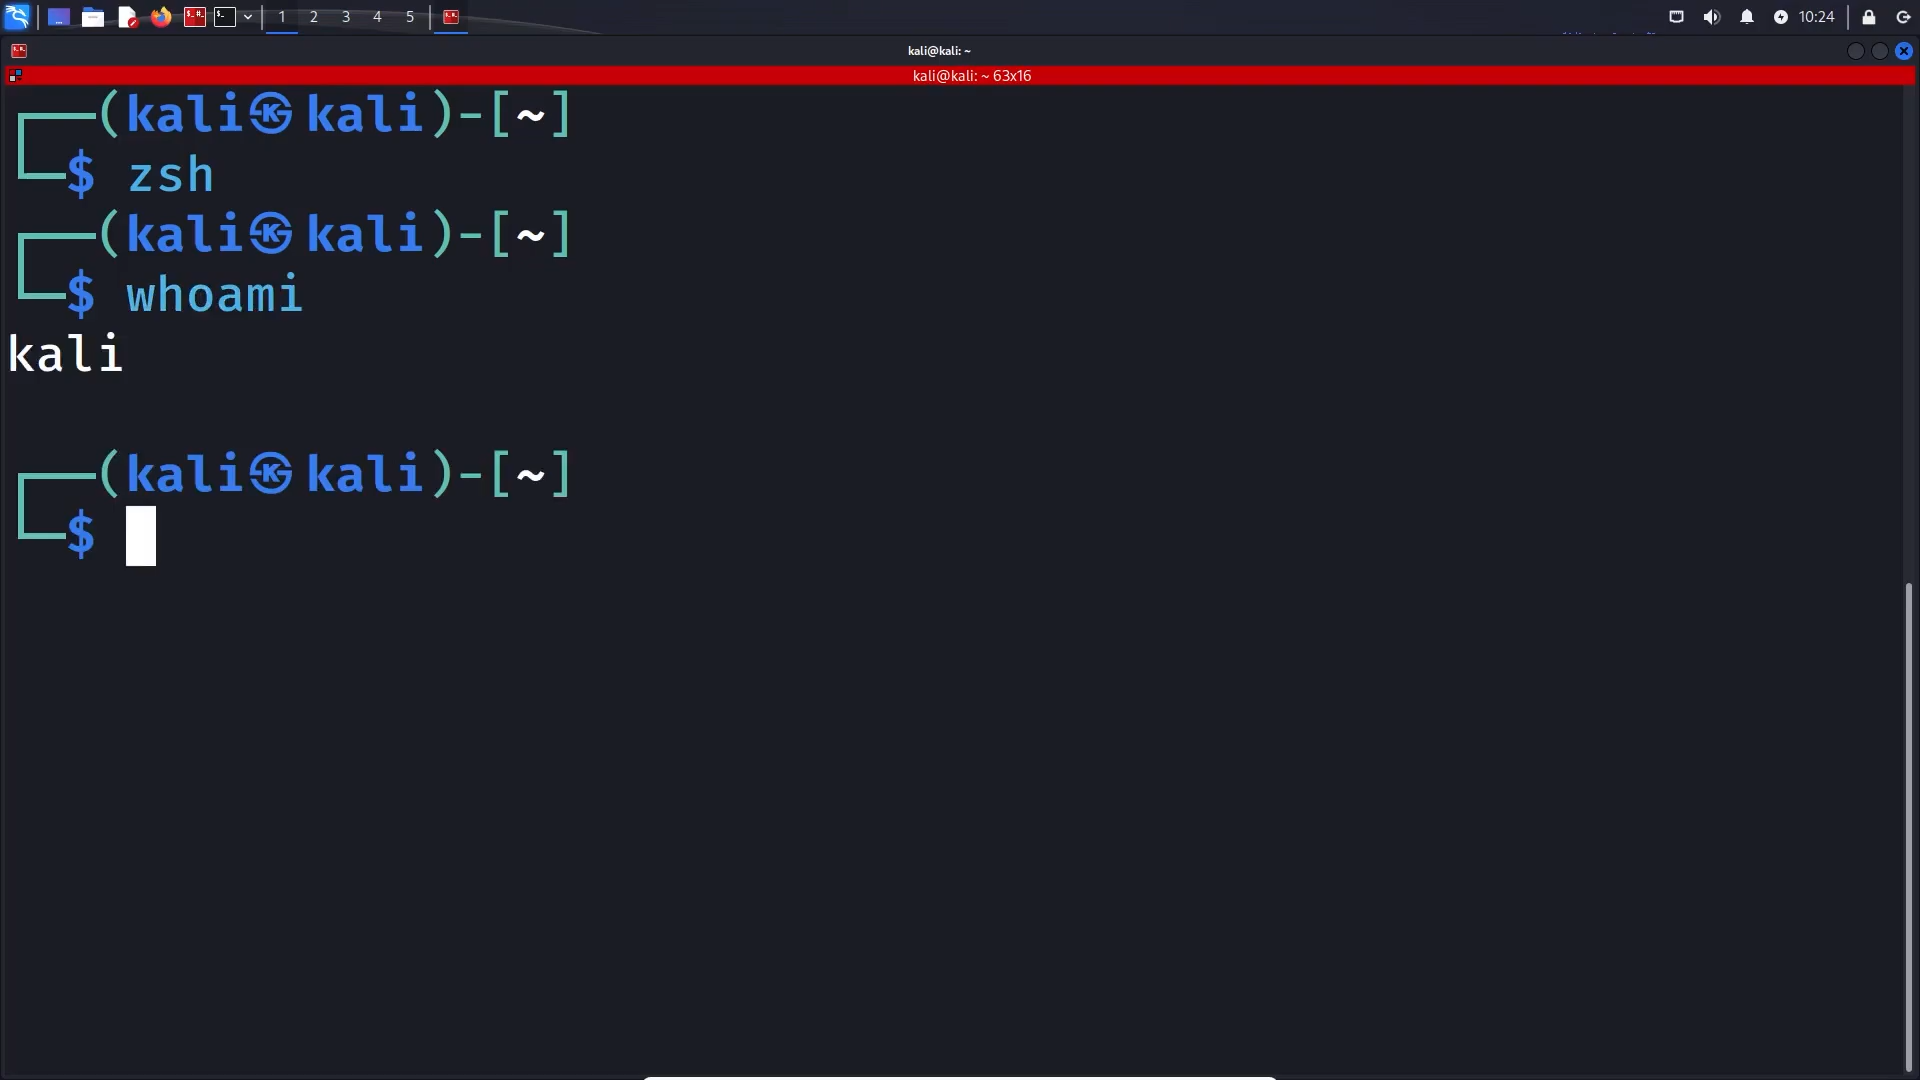 1 2 3 4 5 10:24
kali@kali: ~
kali@kali: ~ 63x16
┌──(kali㉿kali)-[~]
└─$ zsh
┌──(kali㉿kali)-[~]
└─$ whoami
kali
┌──(kali㉿kali)-[~]
└─$